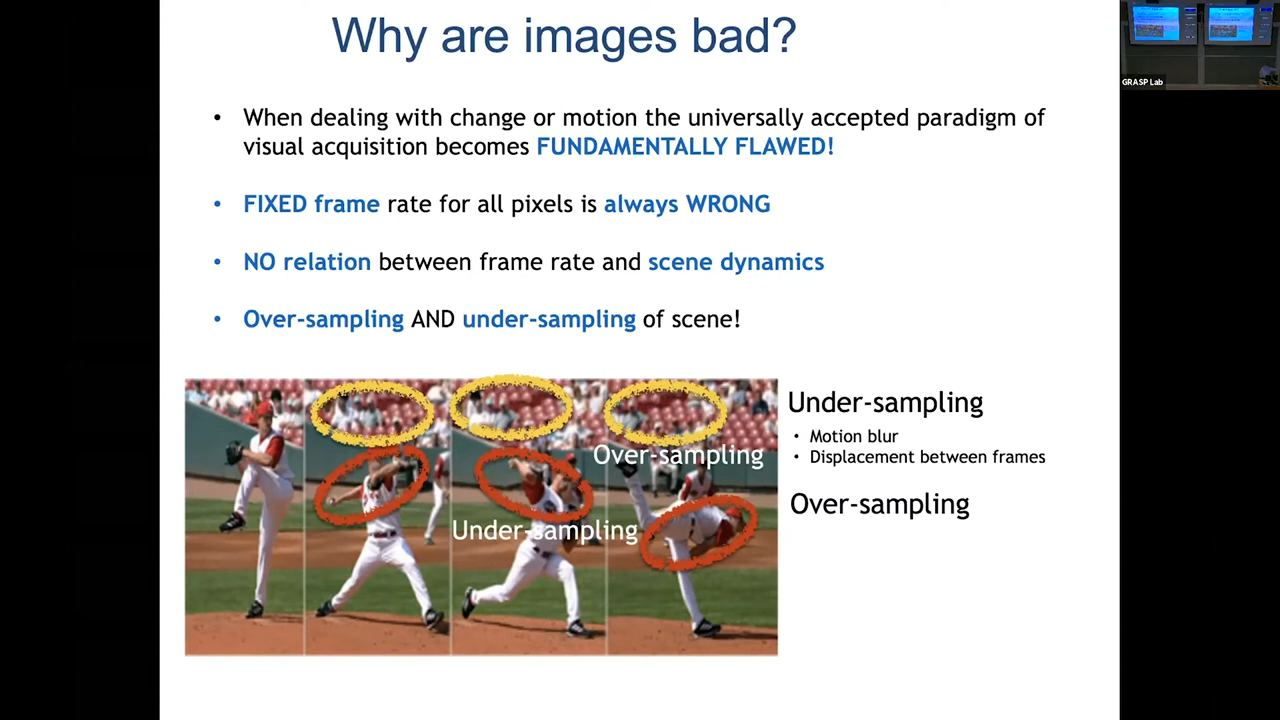 Why are images bad?
GRASP Lab
• When dealing with change or motion the universally accepted paradigm of
visual acquisition becomes FUNDAMENTALLY FLAWED!
• FIXED frame rate for all pixels is always WRONG
• NO relation between frame rate and scene dynamics
• Over-sampling AND under-sampling of scene!
Under-sampling
• Motion blur
• Displacement between frames
Over-sampling
Over-sampling
Under-sampling